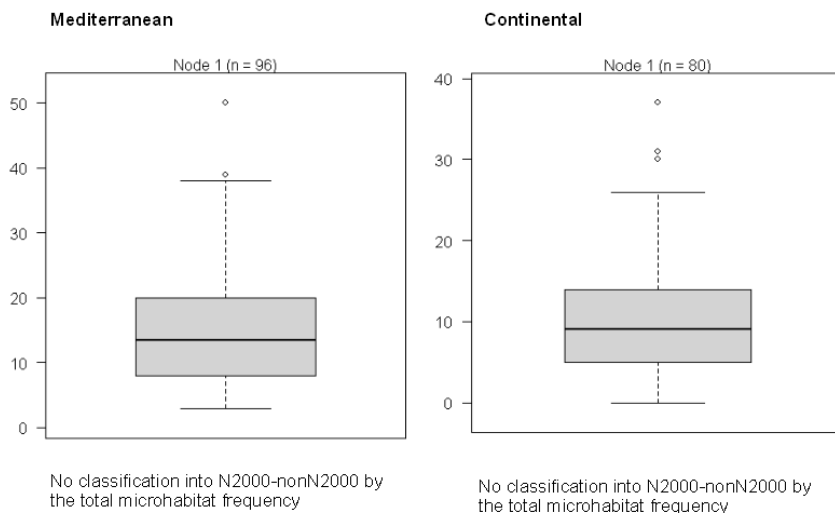 Mediterranean
Node 1 (n = 96)
50
40
30
20
10
0
No classification into N2000-nonN2000 by
the total microhabitat frequency
Continental
Node 1 (n = 80)
40
30
20
10
0
No classification into N2000-nonN2000 by
the total microhabitat frequency